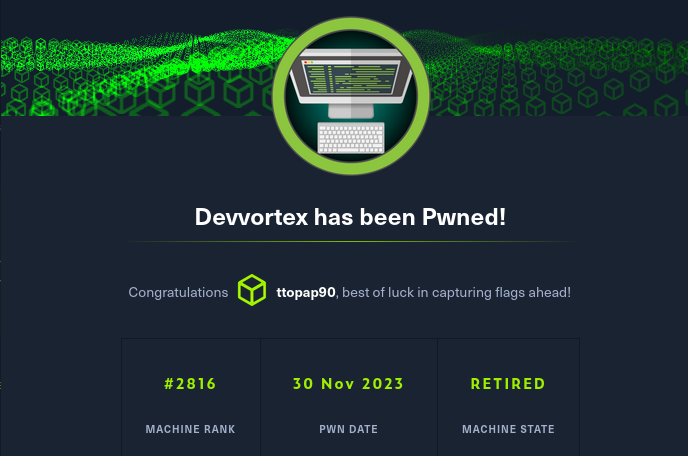 Devvortex has been Pwned!
Congratulations ttopap90, best of luck in capturing flags ahead!
#2816 30 Nov 2023 RETIRED
MACHINE RANK PWN DATE MACHINE STATE